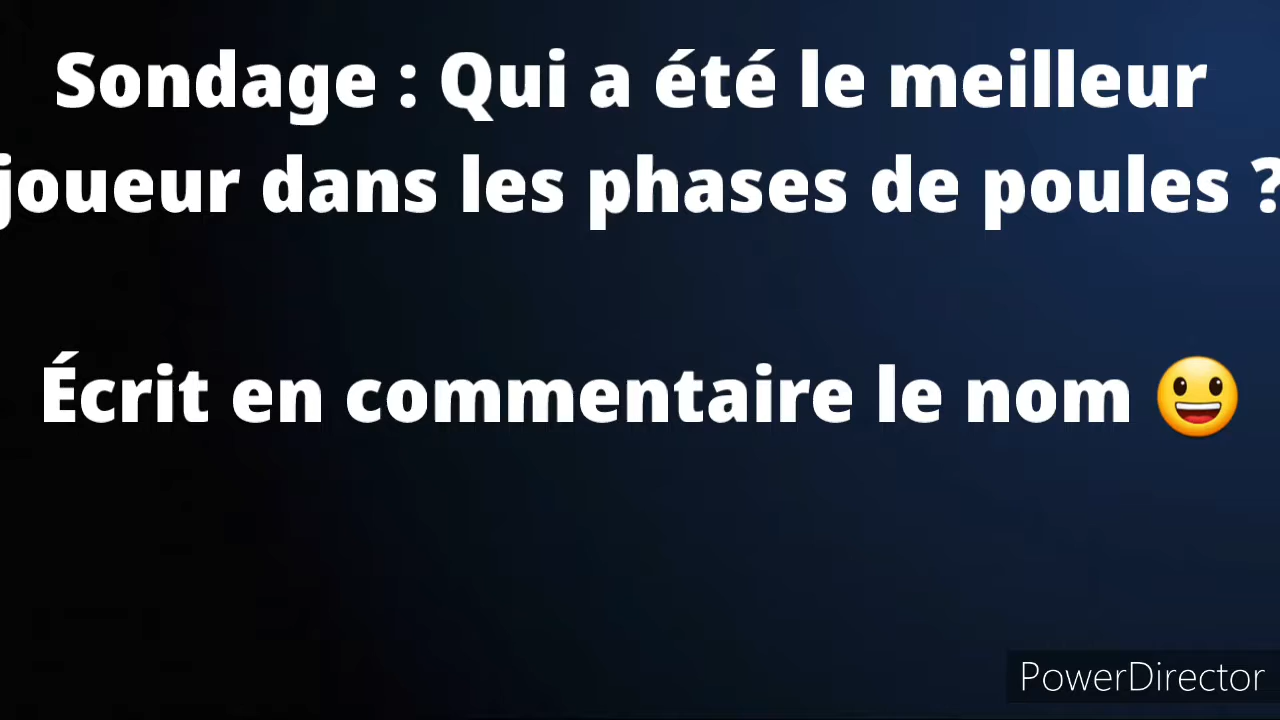 Sondage : Qui a été le meilleur
joueur dans les phases de poules ?
Écrit en commentaire le nom 😃
PowerDirector